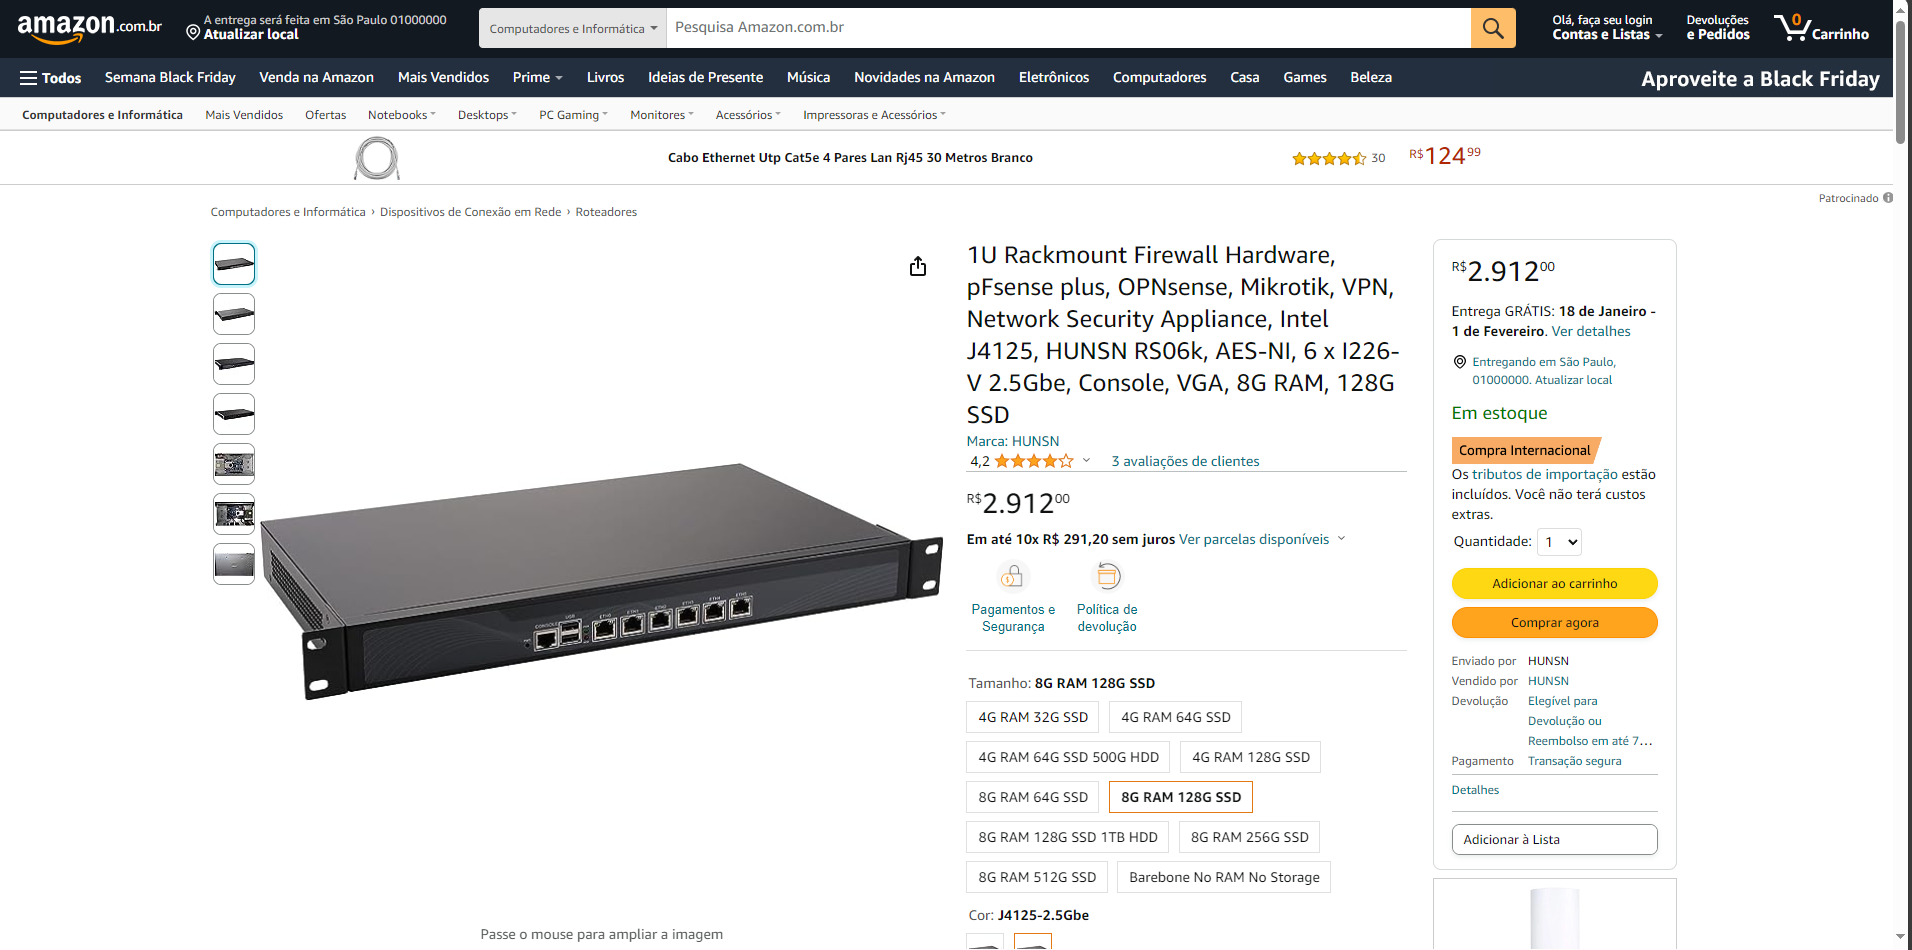 amazon.com.br
A entrega será feita em São Paulo 01000000
Atualizar local
Computadores e Informática
Pesquisa Amazon.com.br
Olá, faça seu login
Contas e Listas
Devoluções
e Pedidos
0
Carrinho
Todos
Semana Black Friday
Venda na Amazon
Mais Vendidos
Prime
Livros
Ideias de Presente
Música
Novidades na Amazon
Eletrônicos
Computadores
Casa
Games
Beleza
Aproveite a Black Friday
Computadores e Informática
Mais Vendidos
Ofertas
Notebooks
Desktops
PC Gaming
Monitores
Acessórios
Impressoras e Acessórios
Cabo Ethernet Utp Cat5e 4 Pares Lan Rj45 30 Metros Branco
30
R$124 99
Patrocinado
Computadores e Informática › Dispositivos de Conexão em Rede › Roteadores
1U Rackmount Firewall Hardware,
pFsense plus, OPNsense, Mikrotik, VPN,
Network Security Appliance, Intel
J4125, HUNSN RS06k, AES-NI, 6 x I226-
V 2.5Gbe, Console, VGA, 8G RAM, 128G
SSD
Marca: HUNSN
4,2
3 avaliações de clientes
R$2.912 00
Em até 10x R$ 291,20 sem juros Ver parcelas disponíveis
Pagamentos e
Segurança
Política de
devolução
Tamanho: 8G RAM 128G SSD
4G RAM 32G SSD
4G RAM 64G SSD
4G RAM 64G SSD 500G HDD
4G RAM 128G SSD
8G RAM 64G SSD
8G RAM 128G SSD
8G RAM 128G SSD 1TB HDD
8G RAM 256G SSD
8G RAM 512G SSD
Barebone No RAM No Storage
Cor: J4125-2.5Gbe
Passe o mouse para ampliar a imagem
R$2.912 00
Entrega GRÁTIS: 18 de Janeiro -
1 de Fevereiro. Ver detalhes
Entregando em São Paulo,
01000000. Atualizar local
Em estoque
Compra Internacional
Os tributos de importação estão
incluídos. Você não terá custos
extras.
Quantidade: 1
Adicionar ao carrinho
Comprar agora
Enviado por HUNSN
Vendido por HUNSN
Devolução Elegível para
Devolução ou
Reembolso em até 7...
Pagamento Transação segura
Detalhes
Adicionar à Lista